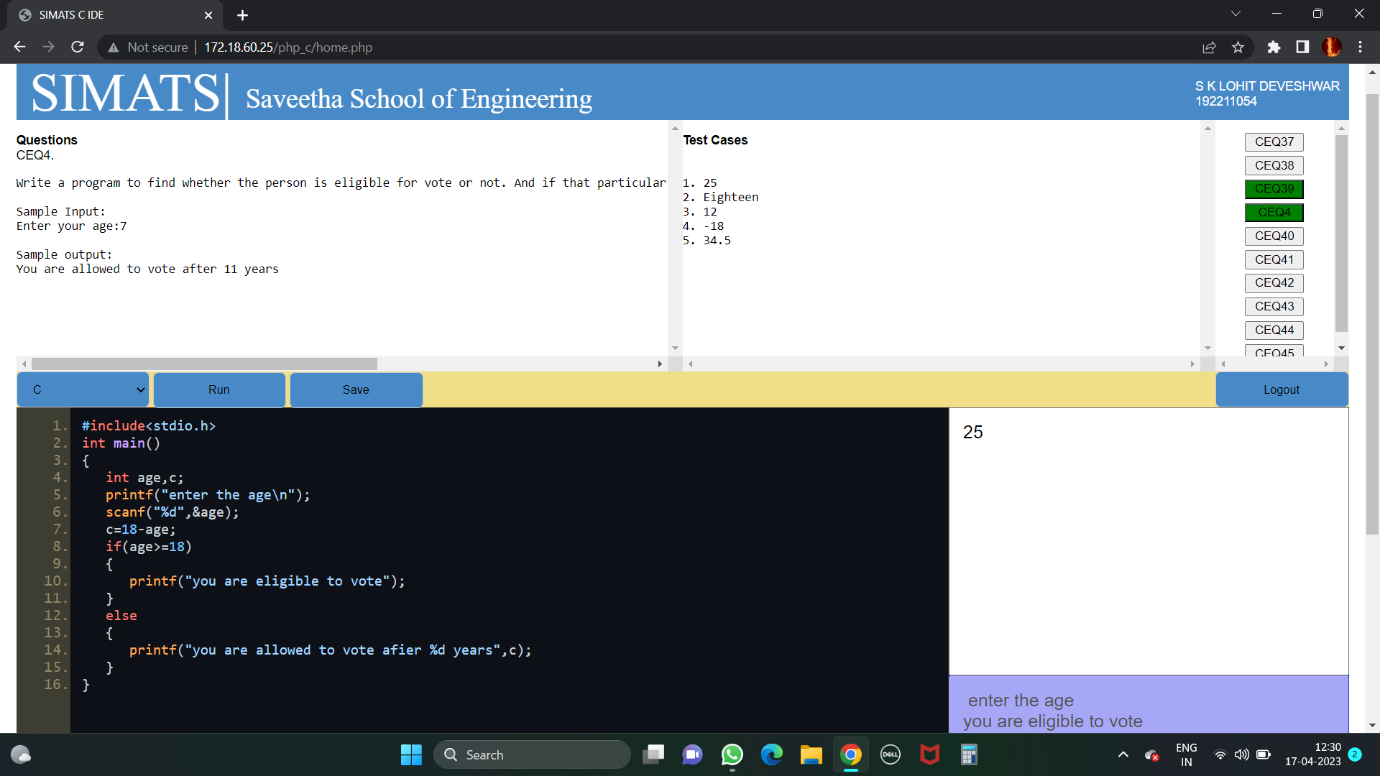 SIMATS C IDE
Not secure | 172.18.60.25/php_c/home.php
SIMATS| Saveetha School of Engineering
S K LOHIT DEVESHWAR
192211054
Questions
CEQ4.
Write a program to find whether the person is eligible for vote or not. And if that particular
Sample Input:
Enter your age:7
Sample output:
You are allowed to vote after 11 years
Test Cases
1. 25
2. Eighteen
3. 12
4. -18
5. 34.5
CEQ37
CEQ38
CEQ39
CEQ4
CEQ40
CEQ41
CEQ42
CEQ43
CEQ44
CEQ45
C
Run
Save
Logout
1. #include<stdio.h>
2. int main()
3. {
4. int age,c;
5. printf("enter the age\n");
6. scanf("%d",&age);
7. c=18-age;
8. if(age>=18)
9. {
10. printf("you are eligible to vote");
11. }
12. else
13. {
14. printf("you are allowed to vote afier %d years",c);
15. }
16. }
25
enter the age
you are eligible to vote
Search
DELL
ENG
IN
12:30
17-04-2023
2